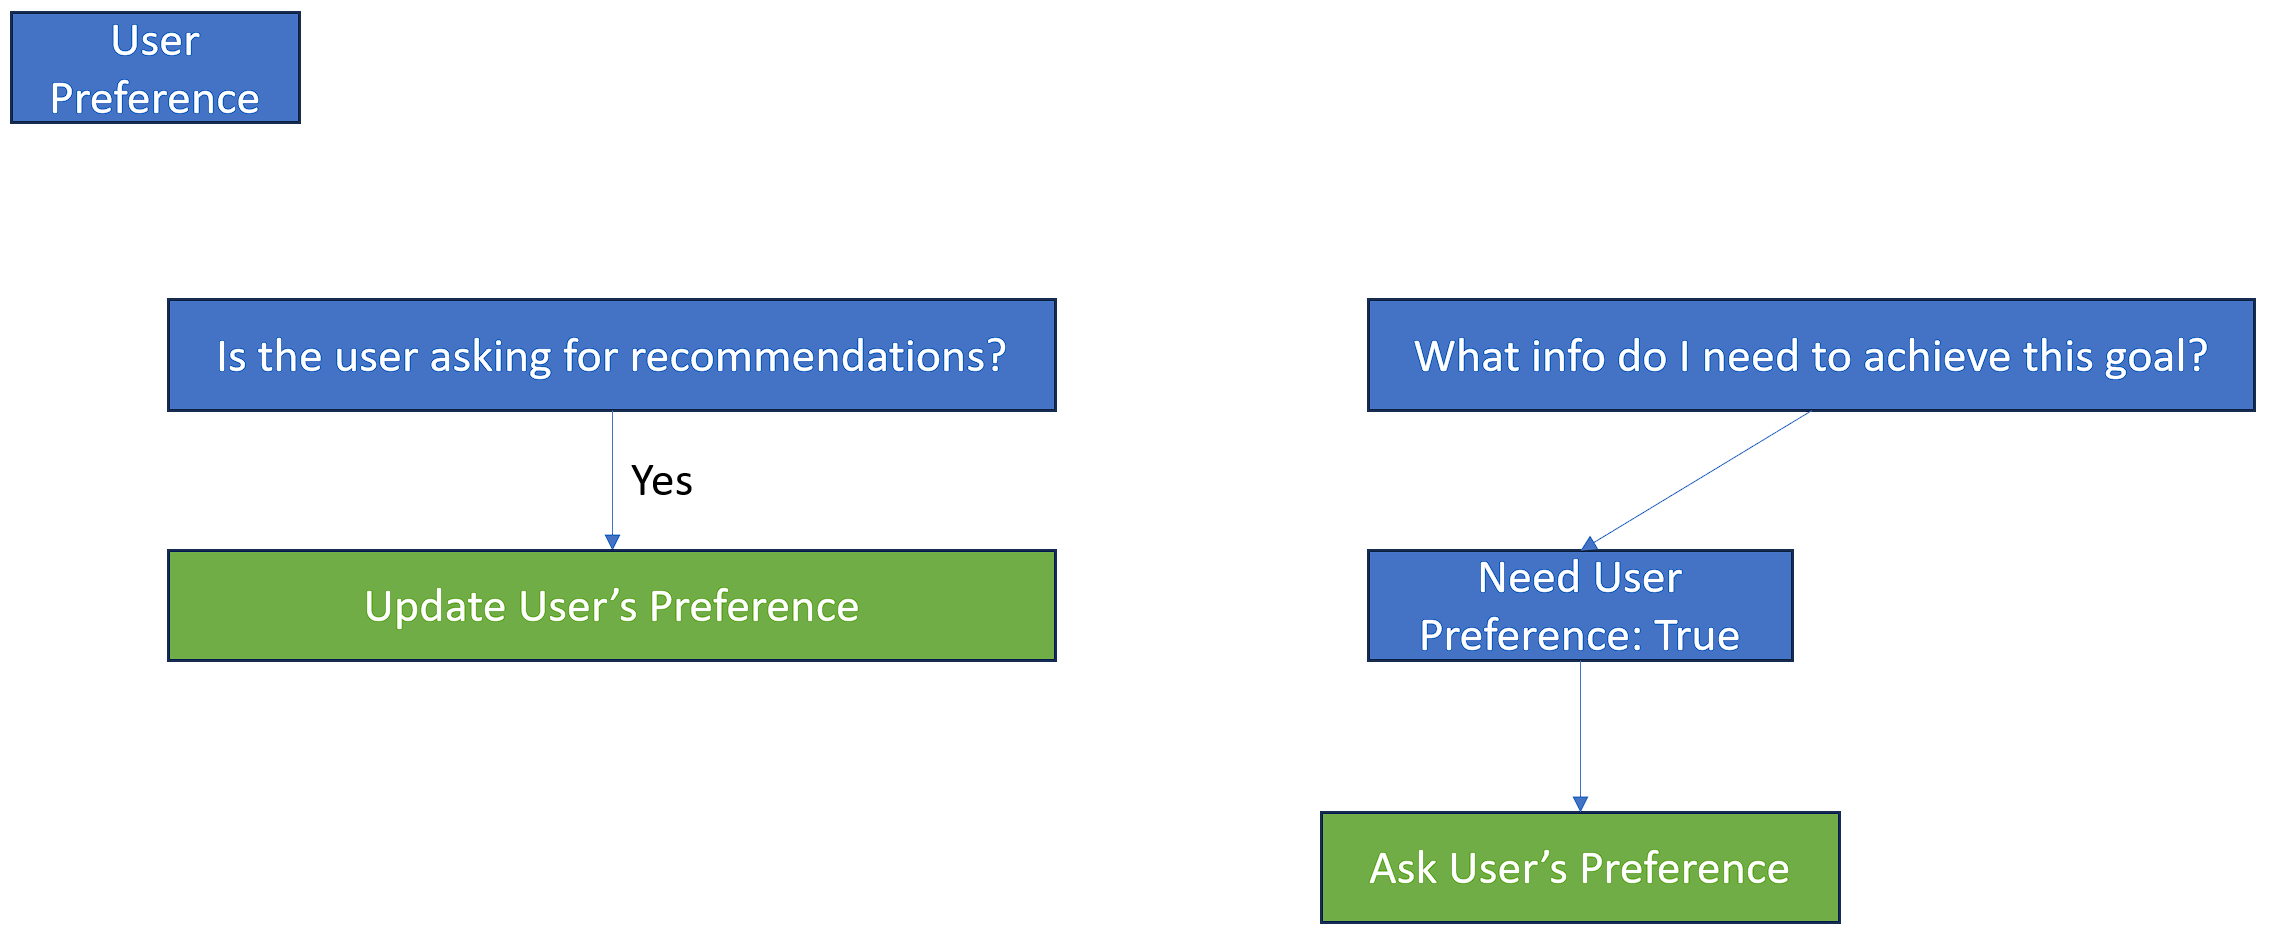 User
Preference
Is the user asking for recommendations?
What info do I need to achieve this goal?
Yes
Update User’s Preference
Need User
Preference: True
Ask User’s Preference